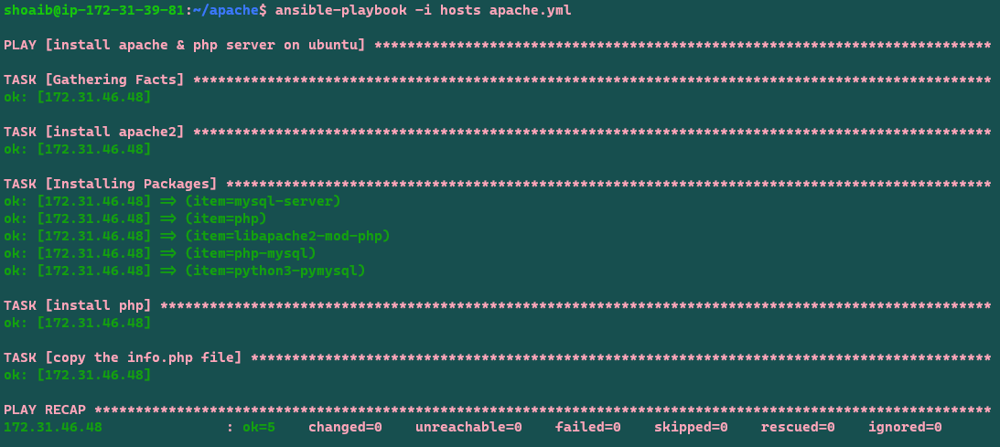 shoaib@ip-172-31-39-81:~/apache$ ansible-playbook -i hosts apache.yml
PLAY [install apache & php server on ubuntu] ***************************************************************************
TASK [Gathering Facts] *************************************************************************************************
ok: [172.31.46.48]
TASK [install apache2] *************************************************************************************************
ok: [172.31.46.48]
TASK [Installing Packages] *********************************************************************************************
ok: [172.31.46.48] => (item=mysql-server)
ok: [172.31.46.48] => (item=php)
ok: [172.31.46.48] => (item=libapache2-mod-php)
ok: [172.31.46.48] => (item=php-mysql)
ok: [172.31.46.48] => (item=python3-pymysql)
TASK [install php] *****************************************************************************************************
ok: [172.31.46.48]
TASK [copy the info.php file] ******************************************************************************************
ok: [172.31.46.48]
PLAY RECAP *************************************************************************************************************
172.31.46.48               : ok=5    changed=0    unreachable=0    failed=0    skipped=0    rescued=0    ignored=0